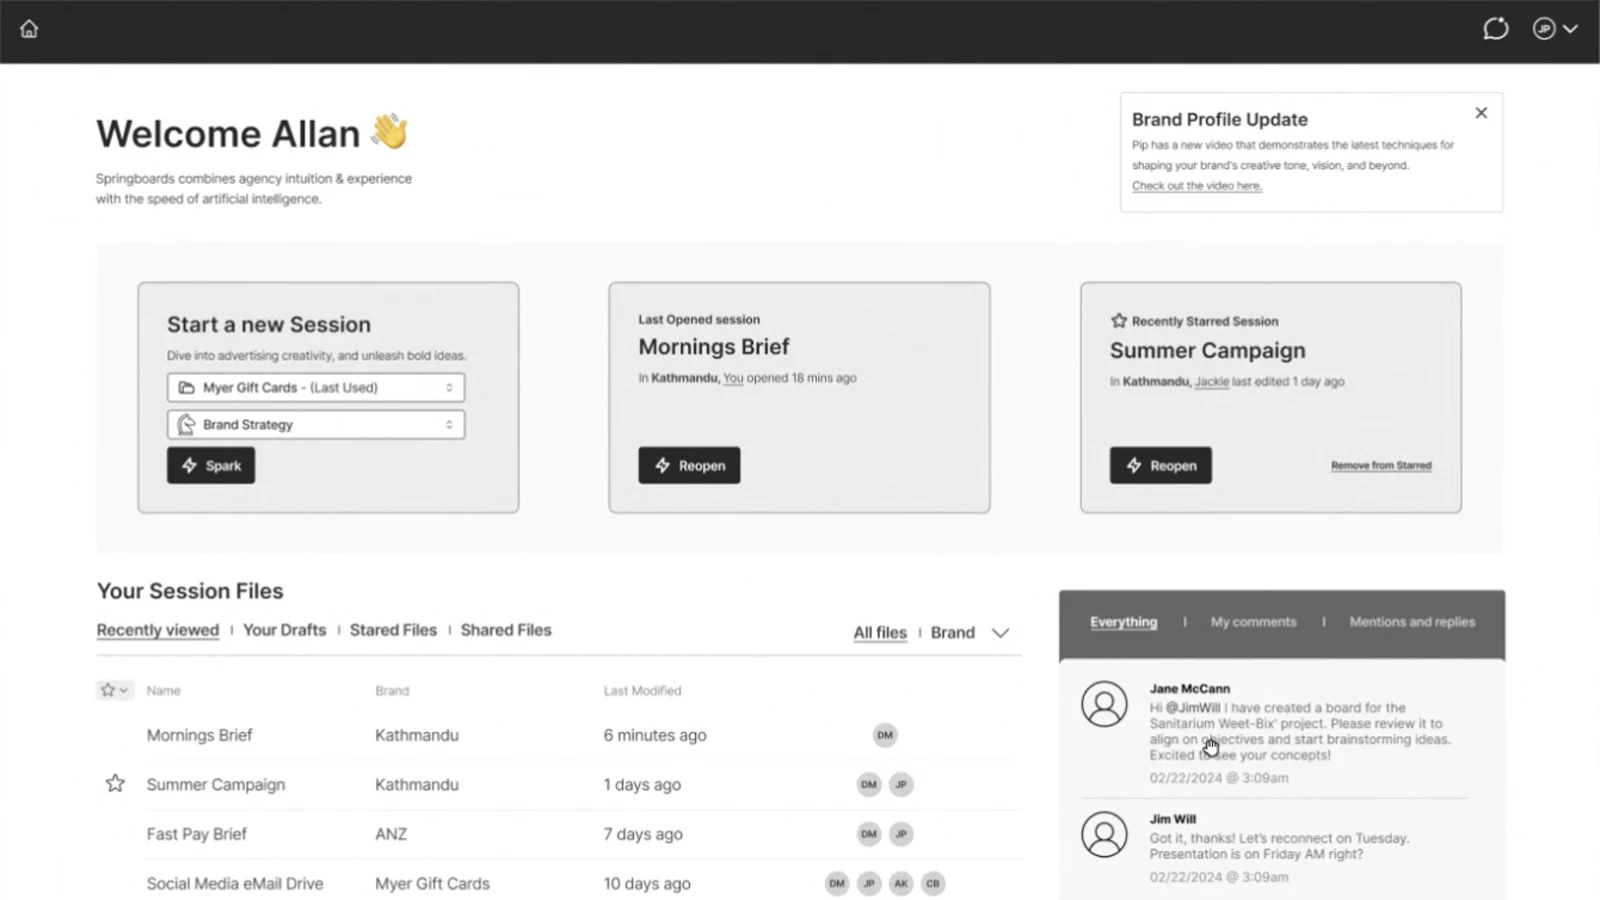 JP
Welcome Allan 👋
Springboards combines agency intuition & experience
with the speed of artificial intelligence.
Brand Profile Update
Pip has a new video that demonstrates the latest techniques for
shaping your brand's creative tone, vision, and beyond.
Check out the video here.
Start a new Session
Dive into advertising creativity, and unleash bold ideas.
Myer Gift Cards - (Last Used)
Brand Strategy
Spark
Last Opened session
Mornings Brief
In Kathmandu, You opened 18 mins ago
Reopen
Recently Starred Session
Summer Campaign
In Kathmandu, Jackie last edited 1 day ago
Reopen
Remove from Starred
Your Session Files
Recently viewed | Your Drafts | Stared Files | Shared Files
All files | Brand
Name Brand Last Modified
Mornings Brief Kathmandu 6 minutes ago DM
Summer Campaign Kathmandu 1 days ago DM JP
Fast Pay Brief ANZ 7 days ago DM JP
Social Media eMail Drive Myer Gift Cards 10 days ago DM JP AK CB
Everything | My comments | Mentions and replies
Jane McCann
Hi @JimWill I have created a board for the
Sanitarium Weet-Bix' project. Please review it to
align on objectives and start brainstorming ideas.
Excited to see your concepts!
02/22/2024 @ 3:09am
Jim Will
Got it, thanks! Let's reconnect on Tuesday.
Presentation is on Friday AM right?
02/22/2024 @ 3:09am